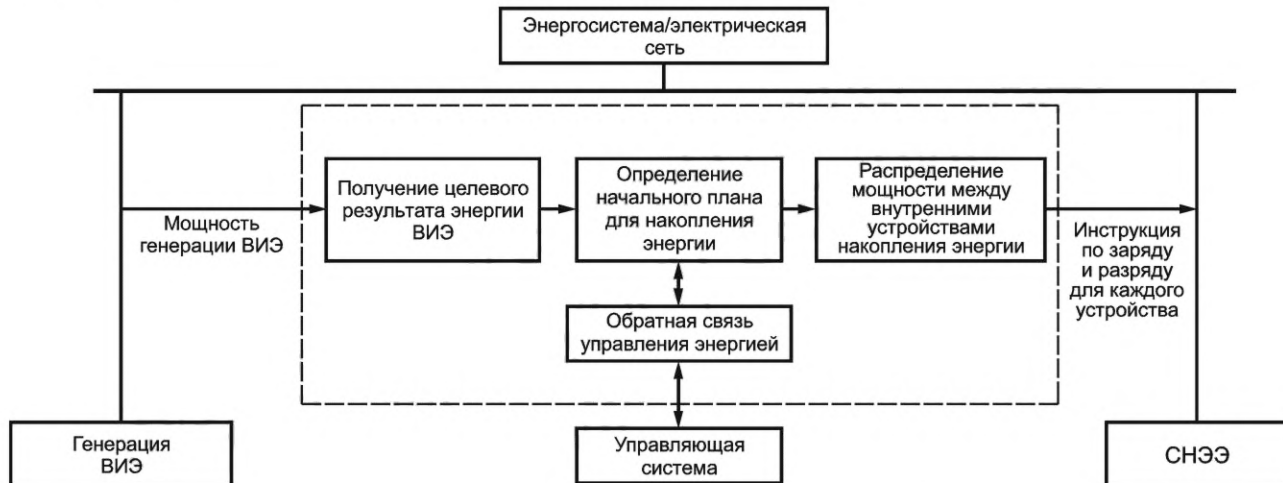 Энергосистема/электрическая
сеть
Получение целевого
результата энергии
ВИЭ
Определение
начального плана
для накопления
энергии
Распределение
мощности между
внутренними
устройствами
накопления энергии
Мощность
генерации ВИЭ
Инструкция
по заряду
и разряду
для каждого
устройства
Обратная связь
управления энергией
Генерация
ВИЭ
Управляющая
система
СНЭЭ